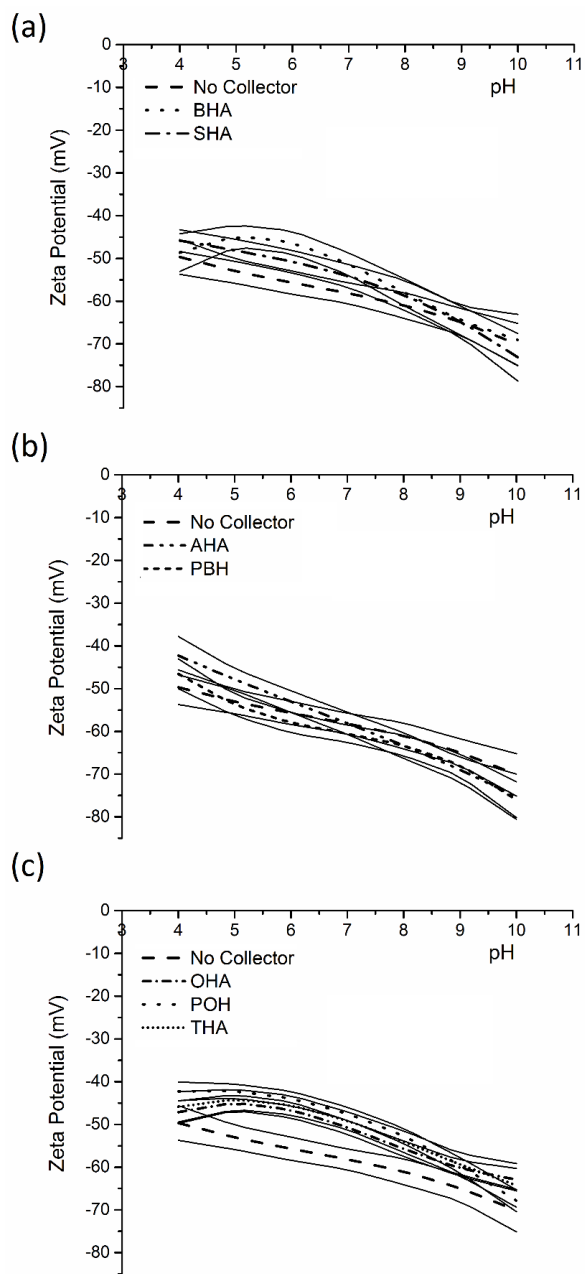 (a)
0
3 4 5 6 7 8 9 10 11
-10
-20
-30
-40
-50
-60
-70
-80
Zeta Potential (mV)
pH
No Collector
BHA
SHA
(b)
0
3 4 5 6 7 8 9 10 11
-10
-20
-30
-40
-50
-60
-70
-80
Zeta Potential (mV)
pH
No Collector
AHA
PBH
(c)
0
3 4 5 6 7 8 9 10 11
-10
-20
-30
-40
-50
-60
-70
-80
Zeta Potential (mV)
pH
No Collector
OHA
POH
THA